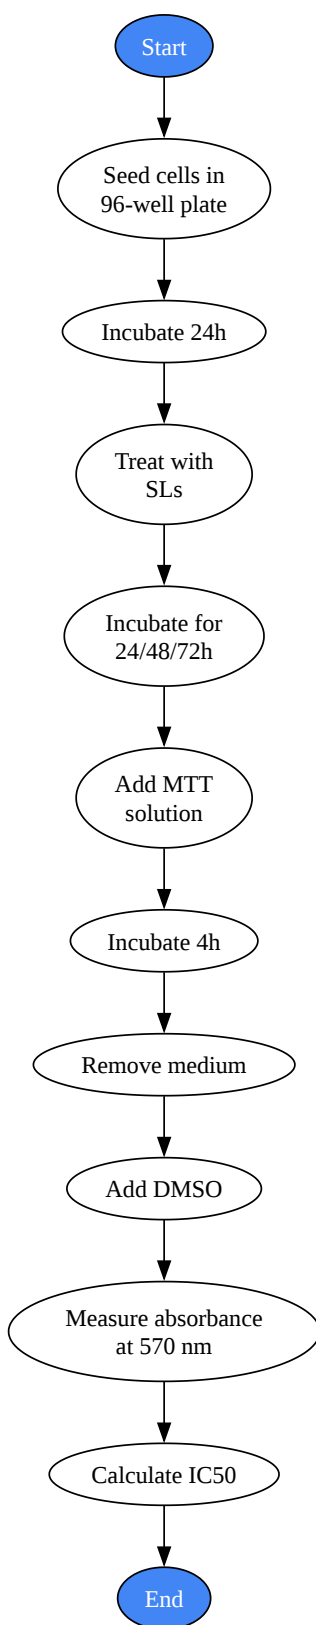 Start
Seed cells in
96-well plate
Incubate 24h
Treat with
SLs
Incubate for
24/48/72h
Add MTT
solution
Incubate 4h
Remove medium
Add DMSO
Measure absorbance
at 570 nm
Calculate IC50
End